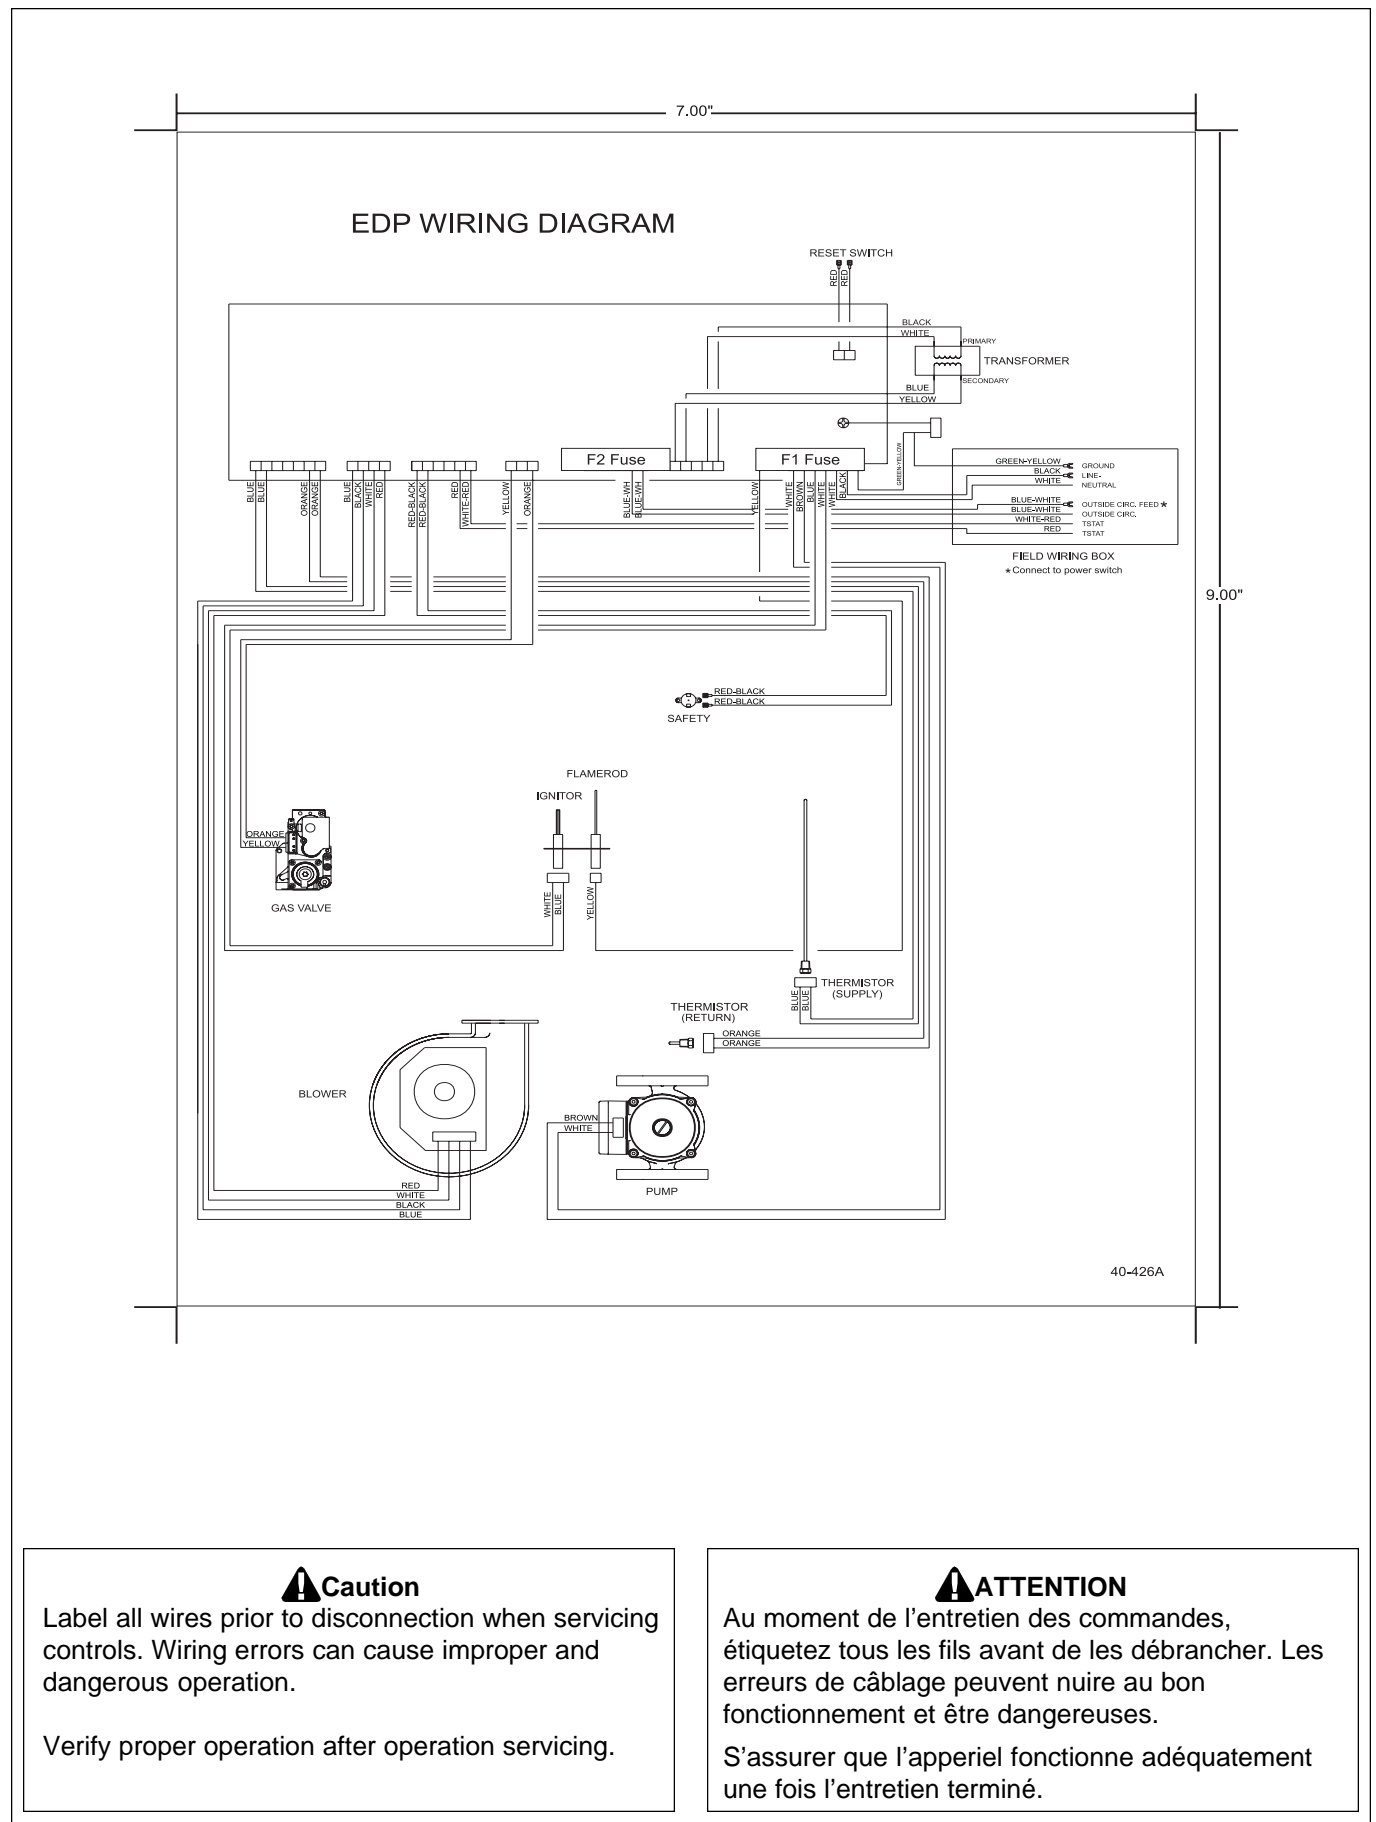 7.00"
EDP WIRING DIAGRAM
RESET SWITCH
RED
RED
BLACK
WHITE
PRIMARY
TRANSFORMER
SECONDARY
BLUE
YELLOW
F2 Fuse
F1 Fuse
GREEN-YELLOW
BLUE
BLUE
ORANGE
ORANGE
BLUE
BLACK
WHITE
RED
RED-BLACK
RED-BLACK
RED
WHITE-RED
YELLOW
ORANGE
BLUE-WH
BLUE-WH
YELLOW
WHITE
BROWN
BLUE
WHITE
WHITE
BLACK
GREEN-YELLOW GROUND
BLACK LINE-
WHITE NEUTRAL
BLUE-WHITE OUTSIDE CIRC. FEED *
BLUE-WHITE OUTSIDE CIRC.
WHITE-RED TSTAT
RED TSTAT
FIELD WIRING BOX
*Connect to power switch
9.00"
RED-BLACK
RED-BLACK
SAFETY
FLAMEROD
IGNITOR
ORANGE
YELLOW
GAS VALVE
WHITE
BLUE
YELLOW
THERMISTOR
(SUPPLY)
BLUE
BLUE
THERMISTOR
(RETURN)
ORANGE
ORANGE
BLOWER
BROWN
WHITE
PUMP
RED
WHITE
BLACK
BLUE
40-426A
Caution
Label all wires prior to disconnection when servicing
controls. Wiring errors can cause improper and
dangerous operation.
Verify proper operation after operation servicing.
ATTENTION
Au moment de l’entretien des commandes,
étiquetez tous les fils avant de les débrancher. Les
erreurs de câblage peuvent nuire au bon
fonctionnement et être dangereuses.
S’assurer que l’apperiel fonctionne adéquatement
une fois l’entretien terminé.